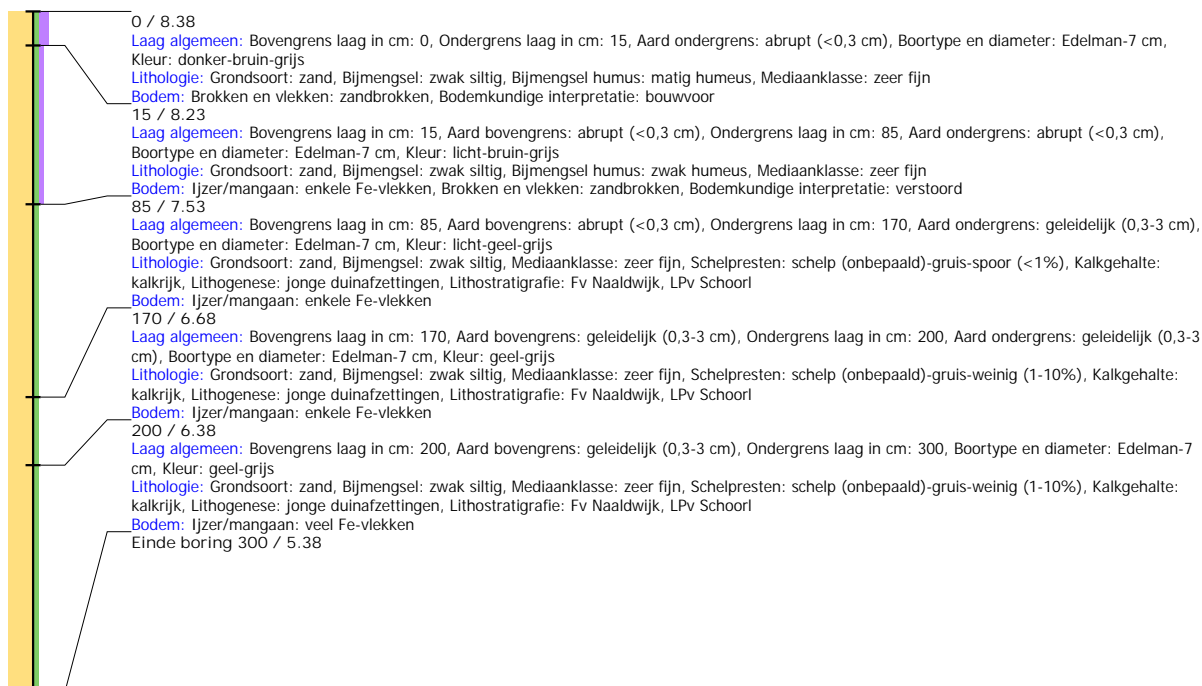 0 / 8.38
Laag algemeen: Bovengrens laag in cm: 0, Ondergrens laag in cm: 15, Aard ondergrens: abrupt (<0,3 cm), Boortype en diameter: Edelman-7 cm,
Kleur: donker-bruin-grijs
Lithologie: Grondsoort: zand, Bijmengsel: zwak siltig, Bijmengsel humus: matig humeus, Mediaanklasse: zeer fijn
Bodem: Brokken en vlekken: zandbrokken, Bodemkundige interpretatie: bouwvoor
15 / 8.23
Laag algemeen: Bovengrens laag in cm: 15, Aard bovengrens: abrupt (<0,3 cm), Ondergrens laag in cm: 85, Aard ondergrens: abrupt (<0,3 cm),
Boortype en diameter: Edelman-7 cm, Kleur: licht-bruin-grijs
Lithologie: Grondsoort: zand, Bijmengsel: zwak siltig, Bijmengsel humus: zwak humeus, Mediaanklasse: zeer fijn
Bodem: Ijzer/mangaan: enkele Fe-vlekken, Brokken en vlekken: zandbrokken, Bodemkundige interpretatie: verstoord
85 / 7.53
Laag algemeen: Bovengrens laag in cm: 85, Aard bovengrens: abrupt (<0,3 cm), Ondergrens laag in cm: 170, Aard ondergrens: geleidelijk (0,3-3 cm),
Boortype en diameter: Edelman-7 cm, Kleur: licht-geel-grijs
Lithologie: Grondsoort: zand, Bijmengsel: zwak siltig, Mediaanklasse: zeer fijn, Schelpresten: schelp (onbepaald)-gruis-spoor (<1%), Kalkgehalte:
kalkrijk, Lithogenese: jonge duinafzettingen, Lithostratigrafie: Fv Naaldwijk, LPv Schoorl
Bodem: Ijzer/mangaan: enkele Fe-vlekken
170 / 6.68
Laag algemeen: Bovengrens laag in cm: 170, Aard bovengrens: geleidelijk (0,3-3 cm), Ondergrens laag in cm: 200, Aard ondergrens: geleidelijk (0,3-3
cm), Boortype en diameter: Edelman-7 cm, Kleur: geel-grijs
Lithologie: Grondsoort: zand, Bijmengsel: zwak siltig, Mediaanklasse: zeer fijn, Schelpresten: schelp (onbepaald)-gruis-weinig (1-10%), Kalkgehalte:
kalkrijk, Lithogenese: jonge duinafzettingen, Lithostratigrafie: Fv Naaldwijk, LPv Schoorl
Bodem: Ijzer/mangaan: enkele Fe-vlekken
200 / 6.38
Laag algemeen: Bovengrens laag in cm: 200, Aard bovengrens: geleidelijk (0,3-3 cm), Ondergrens laag in cm: 300, Boortype en diameter: Edelman-7
cm, Kleur: geel-grijs
Lithologie: Grondsoort: zand, Bijmengsel: zwak siltig, Mediaanklasse: zeer fijn, Schelpresten: schelp (onbepaald)-gruis-weinig (1-10%), Kalkgehalte:
kalkrijk, Lithogenese: jonge duinafzettingen, Lithostratigrafie: Fv Naaldwijk, LPv Schoorl
Bodem: Ijzer/mangaan: veel Fe-vlekken
Einde boring 300 / 5.38